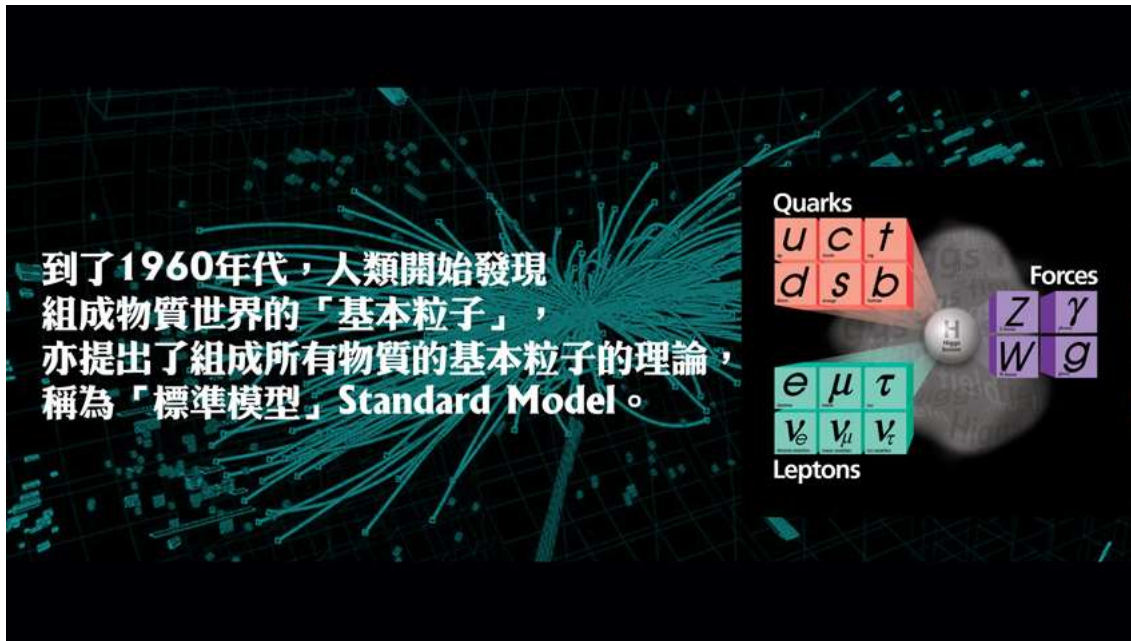 到了1960年代，人類開始發現
組成物質世界的「基本粒子」，
亦提出了組成所有物質的基本粒子的理論，
稱為「標準模型」Standard Model。
Quarks
u c t
d s b
Forces
Z γ
W g
H
Higgs
boson
e μ τ
νe νμ ντ
Leptons